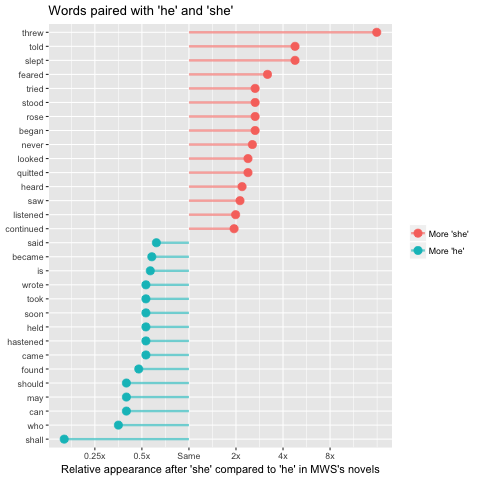 Words paired with 'he' and 'she'
threw
told
slept
feared
tried
stood
rose
began
never
looked
quitted
heard
saw
listened
continued
said
became
is
wrote
took
soon
held
hastened
came
found
should
may
can
who
shall
More 'she'
More 'he'
0.25x 0.5x Same 2x 4x 8x
Relative appearance after 'she' compared to 'he' in MWS's novels